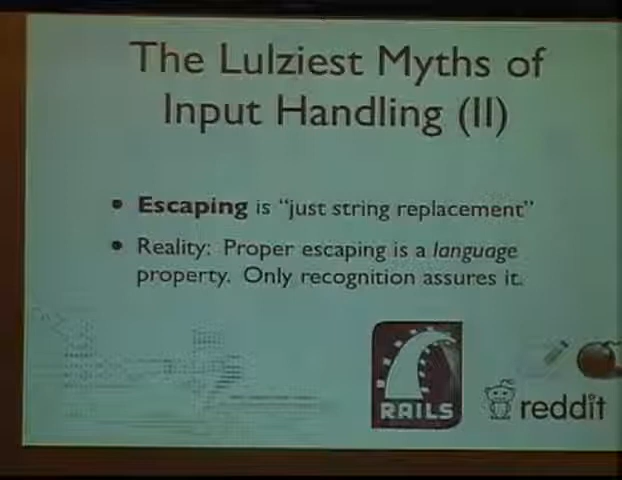 The Lulziest Myths of
Input Handling (II)
• Escaping is "just string replacement"
• Reality: Proper escaping is a language
property. Only recognition assures it.
RAILS
reddit